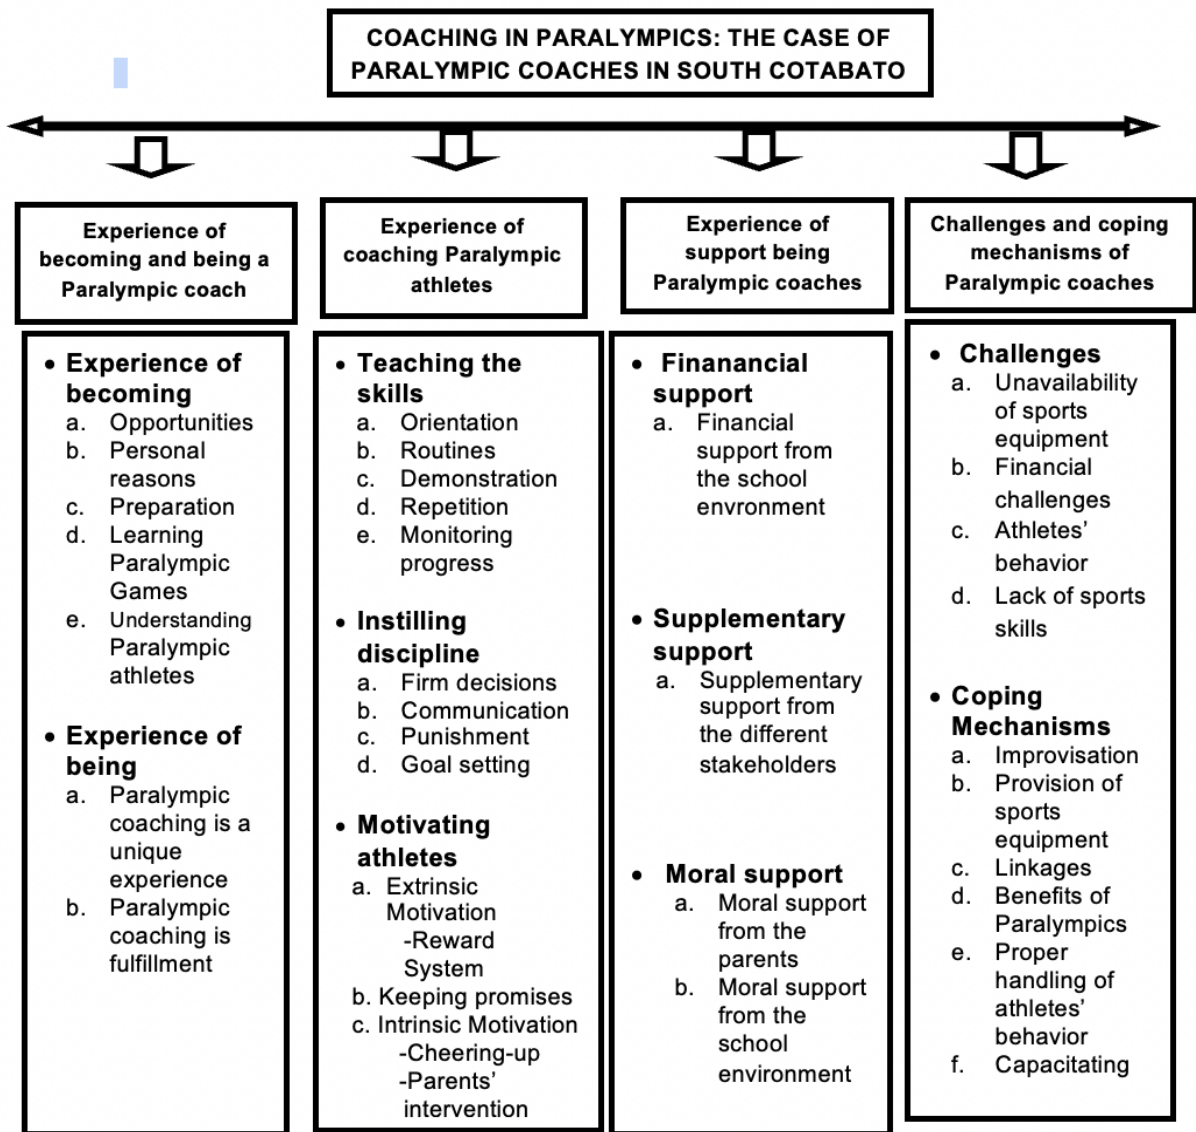 COACHING IN PARALYMPICS: THE CASE OF
PARALYMPIC COACHES IN SOUTH COTABATO
Experience of
becoming and being a
Paralympic coach
• Experience of
becoming
a. Opportunities
b. Personal
reasons
c. Preparation
d. Learning
Paralympic
Games
e. Understanding
Paralympic
athletes
• Experience of
being
a. Paralympic
coaching is a
unique
experience
b. Paralympic
coaching is
fulfillment
Experience of
coaching Paralympic
athletes
• Teaching the
skills
a. Orientation
b. Routines
c. Demonstration
d. Repetition
e. Monitoring
progress
• Instilling
discipline
a. Firm decisions
b. Communication
c. Punishment
d. Goal setting
• Motivating
athletes
a. Extrinsic
Motivation
-Reward
System
b. Keeping promises
c. Intrinsic Motivation
-Cheering-up
-Parents’
intervention
Experience of
support being
Paralympic coaches
• Finanancial
support
a. Financial
support from
the school
envronment
• Supplementary
support
a. Supplementary
support from
the different
stakeholders
• Moral support
a. Moral support
from the
parents
b. Moral support
from the
school
environment
Challenges and coping
mechanisms of
Paralympic coaches
• Challenges
a. Unavailability
of sports
equipment
b. Financial
challenges
c. Athletes’
behavior
d. Lack of sports
skills
• Coping
Mechanisms
a. Improvisation
b. Provision of
sports
equipment
c. Linkages
d. Benefits of
Paralympics
e. Proper
handling of
athletes’
behavior
f. Capacitating